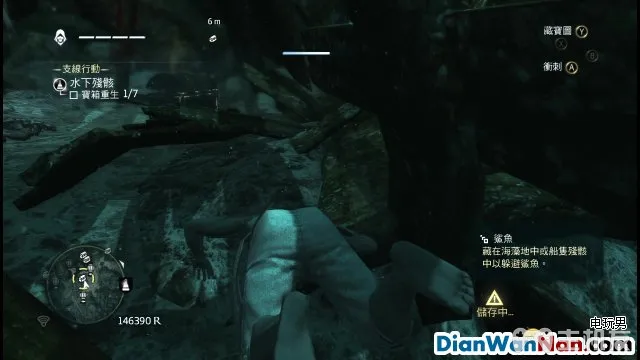 6 m
藏寶圖 Y
B
衝刺 A
支線行動
水下殘骸
寶箱重生 1/7
鯊魚
藏在海藻地中或船隻殘骸
中以躲避鯊魚。
儲存中...
146390 R
电玩男
DianWanNan.com